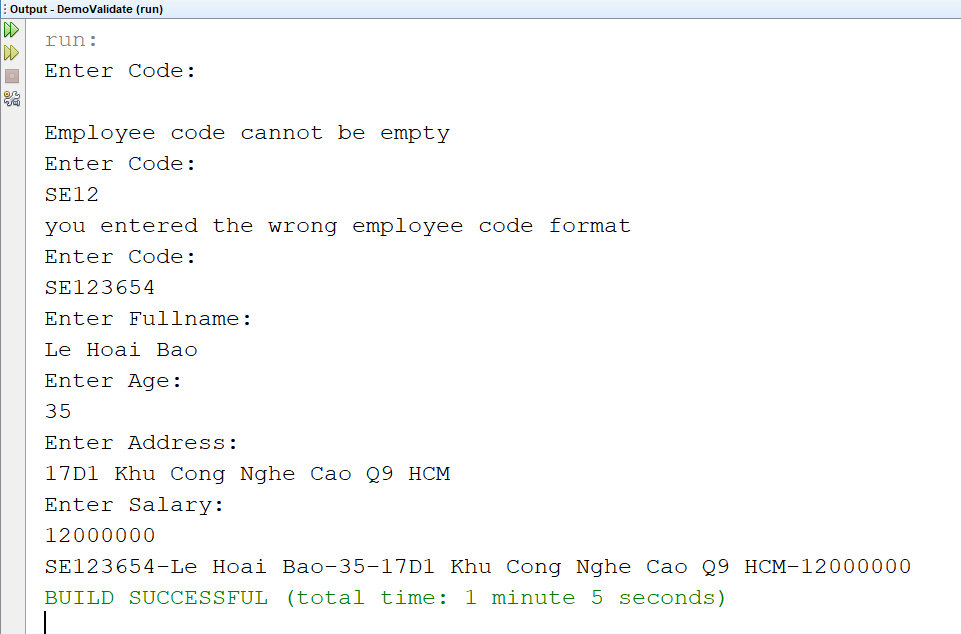 Output - DemoValidate (run)
run:
Enter Code:
Employee code cannot be empty
Enter Code:
SE12
you entered the wrong employee code format
Enter Code:
SE123654
Enter Fullname:
Le Hoai Bao
Enter Age:
35
Enter Address:
17D1 Khu Cong Nghe Cao Q9 HCM
Enter Salary:
12000000
SE123654-Le Hoai Bao-35-17D1 Khu Cong Nghe Cao Q9 HCM-12000000
BUILD SUCCESSFUL (total time: 1 minute 5 seconds)